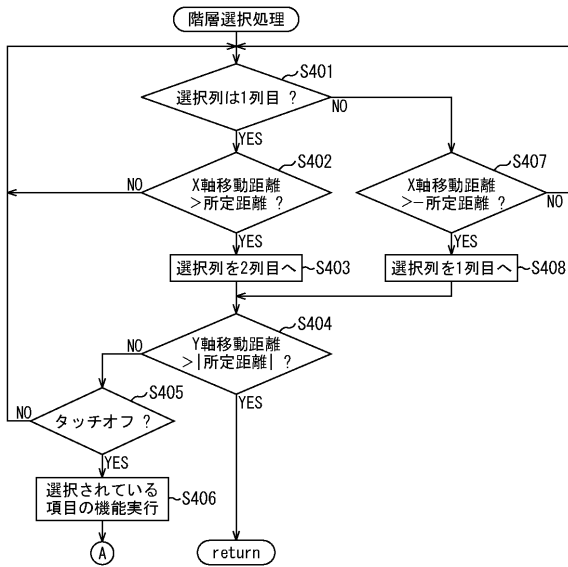 階層選択処理
S401
選択列は1列目 ?
NO
YES
S402
X軸移動距離
>所定距離 ?
NO
YES
S407
X軸移動距離
>−所定距離 ?
NO
YES
選択列を2列目へ
S403
選択列を1列目へ
S408
S404
Y軸移動距離
>|所定距離| ?
NO
YES
S405
タッチオフ ?
NO
YES
選択されている
項目の機能実行
S406
A
return